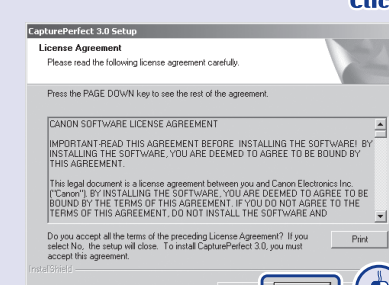 Clic
CapturePerfect 3.0 Setup
License Agreement
Please read the following license agreement carefully.
Press the PAGE DOWN key to see the rest of the agreement.
CANON SOFTWARE LICENSE AGREEMENT
IMPORTANT-READ THIS AGREEMENT BEFORE INSTALLING THE SOFTWARE! BY
INSTALLING THE SOFTWARE, YOU ARE DEEMED TO AGREE TO BE BOUND BY
THIS AGREEMENT.
This legal document is a license agreement between you and Canon Electronics Inc.
("Canon"). BY INSTALLING THE SOFTWARE, YOU ARE DEEMED TO AGREE TO BE
BOUND BY THE TERMS OF THIS AGREEMENT. IF YOU DO NOT AGREE TO THE
TERMS OF THIS AGREEMENT, DO NOT INSTALL THE SOFTWARE AND
Do you accept all the terms of the preceding License Agreement? If you
select No, the setup will close. To install CapturePerfect 3.0, you must
accept this agreement.
Print
InstallShield